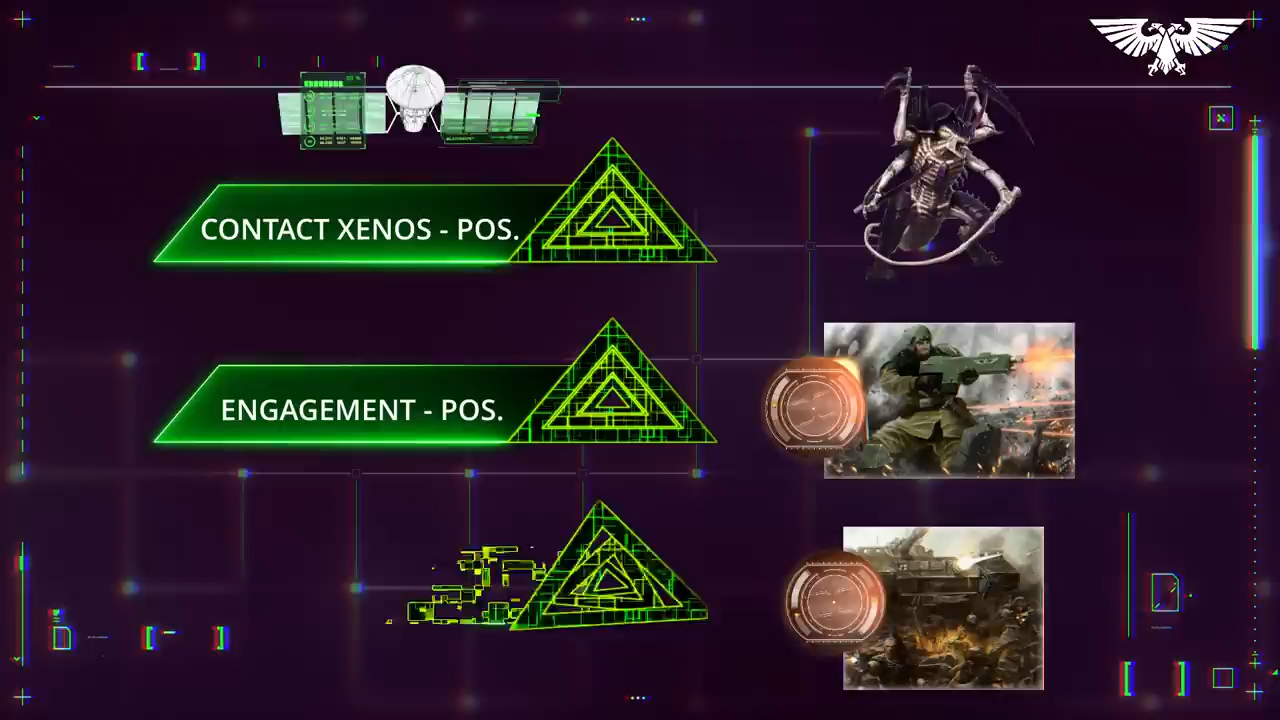 CONTACT XENOS - POS.
ENGAGEMENT - POS.